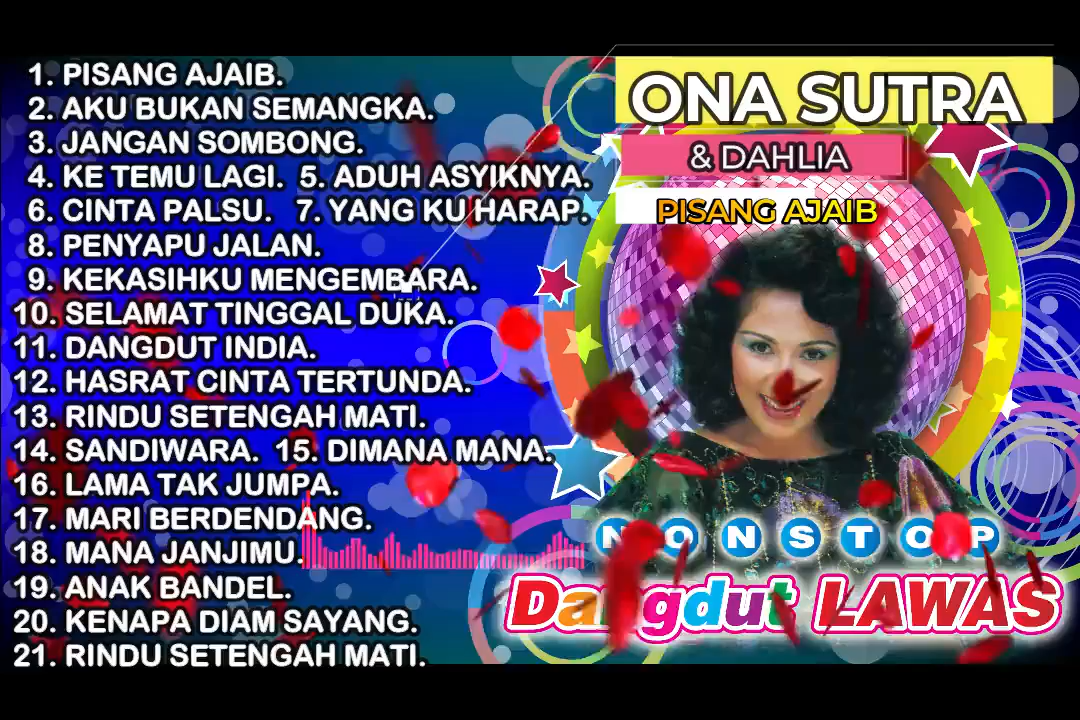 1. PISANG AJAIB.
2. AKU BUKAN SEMANGKA.
3. JANGAN SOMBONG.
4. KE TEMU LAGI. 5. ADUH ASYIKNYA.
6. CINTA PALSU. 7. YANG KU HARAP.
8. PENYAPU JALAN.
9. KEKASIHKU MENGEMBARA.
10. SELAMAT TINGGAL DUKA.
11. DANGDUT INDIA.
12. HASRAT CINTA TERTUNDA.
13. RINDU SETENGAH MATI.
14. SANDIWARA. 15. DIMANA MANA.
16. LAMA TAK JUMPA.
17. MARI BERDENDANG.
18. MANA JANJIMU.
19. ANAK BANDEL.
20. KENAPA DIAM SAYANG.
21. RINDU SETENGAH MATI.
ONA SUTRA
& DAHLIA
PISANG AJAIB
NONSTOP
Dangdut LAWAS